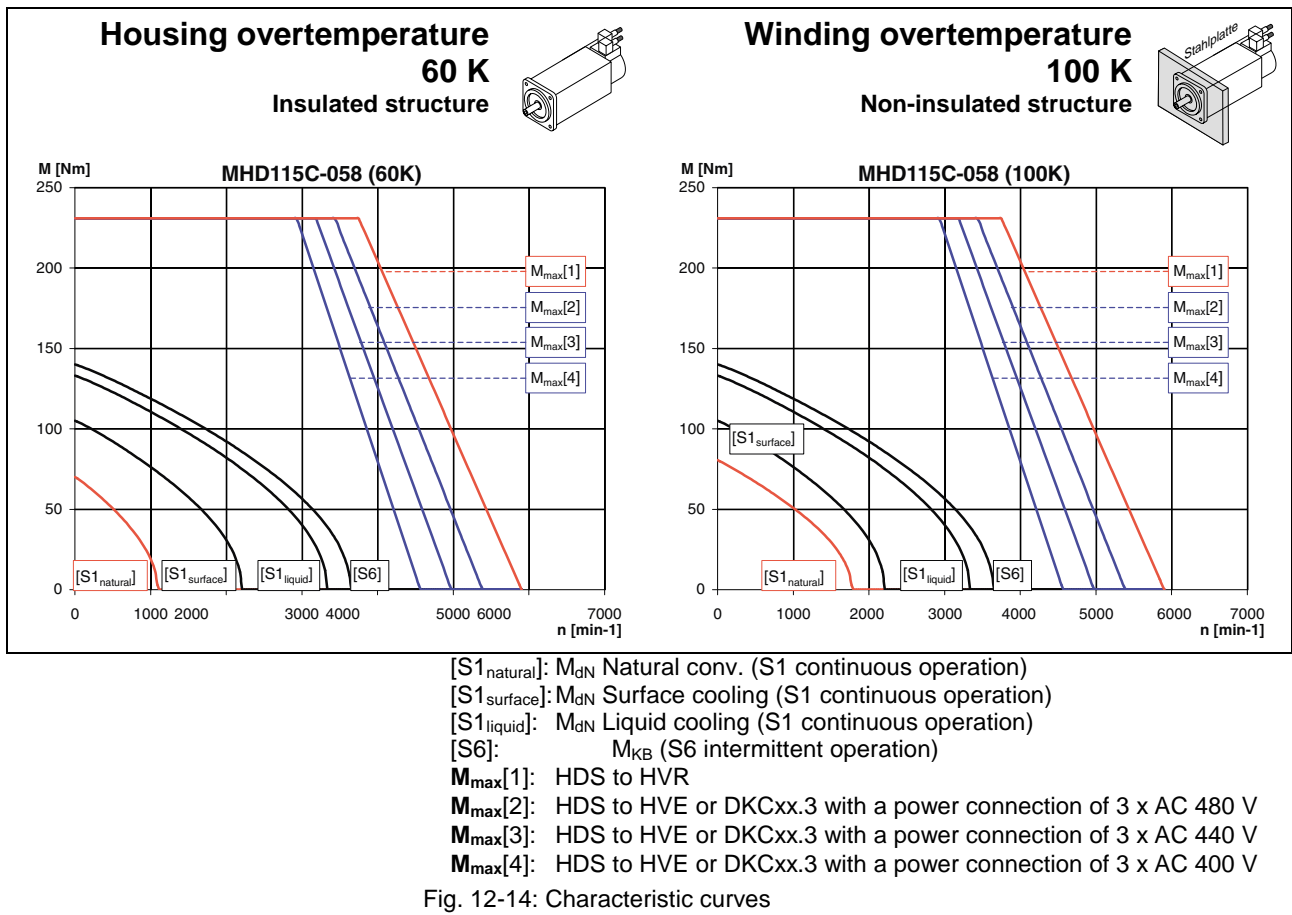 Housing overtemperature
60 K
Insulated structure
Winding overtemperature
100 K
Non-insulated structure
Stahlplatte
M [Nm]
MHD115C-058 (60K)
250
200
150
100
50
0
Mmax[1]
Mmax[2]
Mmax[3]
Mmax[4]
[S1natural]
[S1surface]
[S1liquid]
[S6]
0 1000 2000 3000 4000 5000 6000 7000
n [min-1]
M [Nm]
MHD115C-058 (100K)
250
200
150
100
50
0
Mmax[1]
Mmax[2]
Mmax[3]
Mmax[4]
[S1surface]
[S1natural]
[S1liquid]
[S6]
0 1000 2000 3000 4000 5000 6000 7000
n [min-1]
[S1natural]: MdN Natural conv. (S1 continuous operation)
[S1surface]: MdN Surface cooling (S1 continuous operation)
[S1liquid]: MdN Liquid cooling (S1 continuous operation)
[S6]: MKB (S6 intermittent operation)
Mmax[1]: HDS to HVR
Mmax[2]: HDS to HVE or DKCxx.3 with a power connection of 3 x AC 480 V
Mmax[3]: HDS to HVE or DKCxx.3 with a power connection of 3 x AC 440 V
Mmax[4]: HDS to HVE or DKCxx.3 with a power connection of 3 x AC 400 V
Fig. 12-14: Characteristic curves